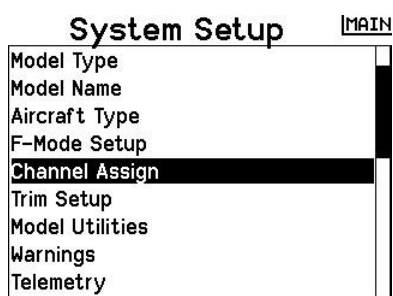 System Setup
MAIN
Model Type
Model Name
Aircraft Type
F-Mode Setup
Channel Assign
Trim Setup
Model Utilities
Warnings
Telemetry